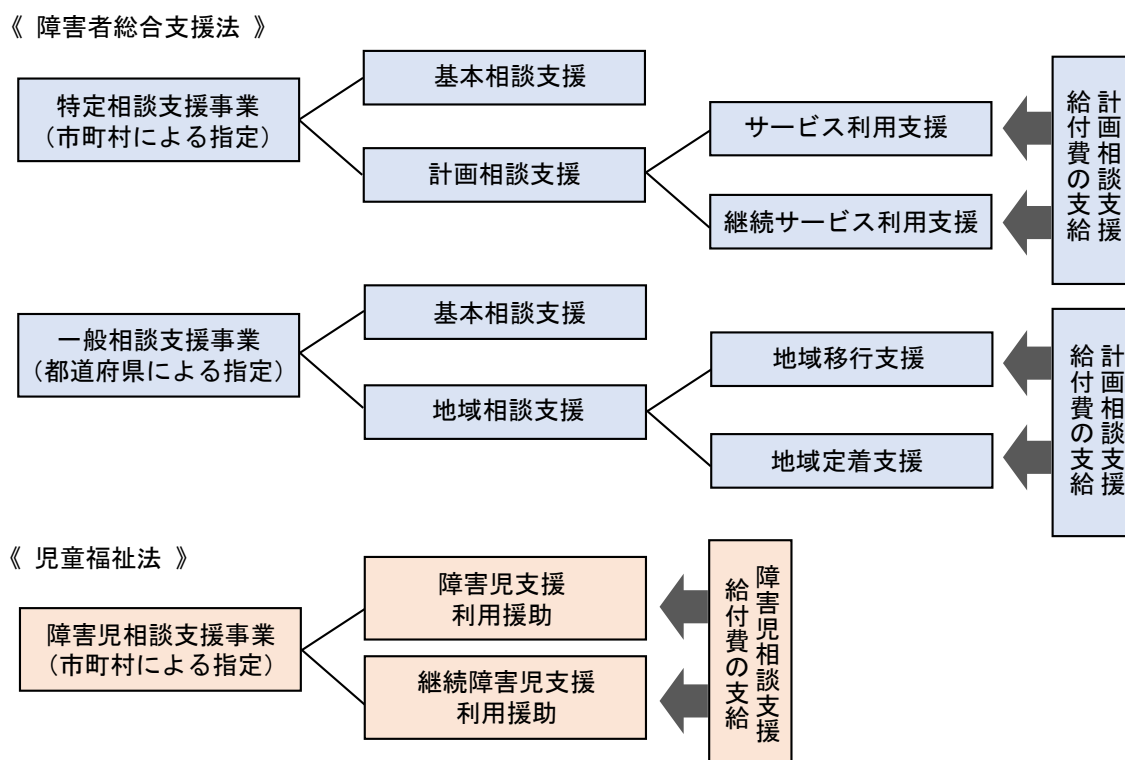 《 障害者総合支援法 》
特定相談支援事業
（市町村による指定）
基本相談支援
計画相談支援
サービス利用支援
継続サービス利用支援
計画相談支援
給付費の支給
一般相談支援事業
（都道府県による指定）
基本相談支援
地域相談支援
地域移行支援
地域定着支援
計画相談支援
給付費の支給
《 児童福祉法 》
障害児相談支援事業
（市町村による指定）
障害児支援
利用援助
継続障害児支援
利用援助
障害児相談支援
給付費の支給